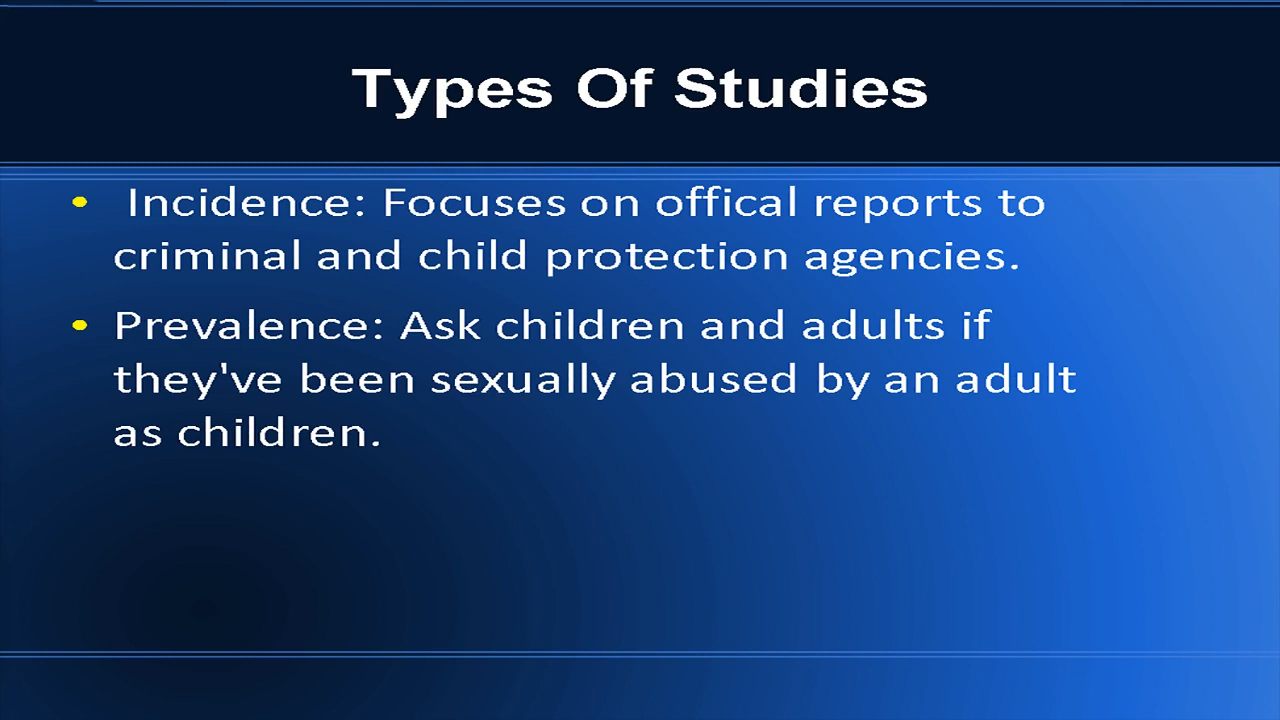 Types Of Studies
• Incidence: Focuses on offical reports to
criminal and child protection agencies.
• Prevalence: Ask children and adults if
they've been sexually abused by an adult
as children.